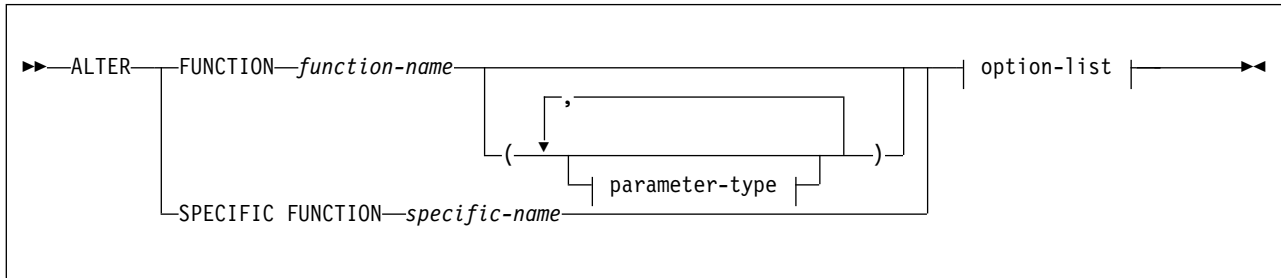 ALTER FUNCTION function-name option-list
,
( parameter-type )
SPECIFIC FUNCTION specific-name